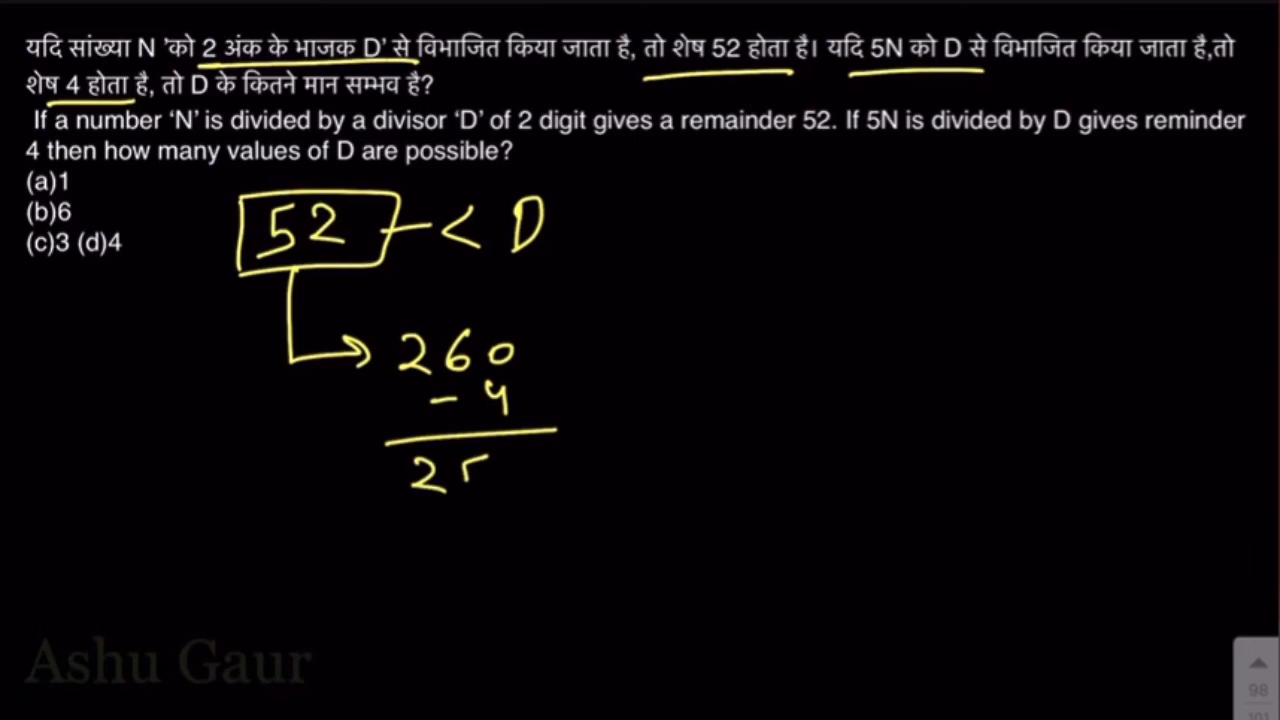 यदि सांख्या N 'को 2 अंक के भाजक D' से विभाजित किया जाता है, तो शेष 52 होता है। यदि 5N को D से विभाजित किया जाता है,तो
शेष 4 होता है, तो D के कितने मान सम्भव है?
If a number ‘N’ is divided by a divisor ‘D’ of 2 digit gives a remainder 52. If 5N is divided by D gives reminder
4 then how many values of D are possible?
(a)1
(b)6
(c)3 (d)4
52 < D
260
- 4
25
Ashu Gaur
98
101